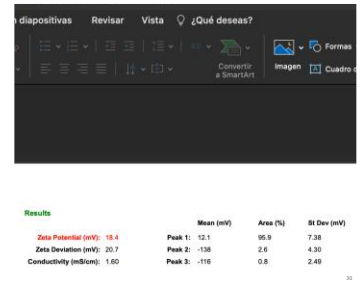 n diapositivas Revisar Vista ¿Qué deseas?
Convertir a SmartArt
Imagen
Formas
Cuadro d
Results
Mean (mV) Area (%) St Dev (mV)
Zeta Potential (mV): 18.4 Peak 1: 12.1 95.9 7.38
Zeta Deviation (mV): 20.7 Peak 2: -138 2.6 4.30
Conductivity (mS/cm): 1.60 Peak 3: -116 0.8 2.49